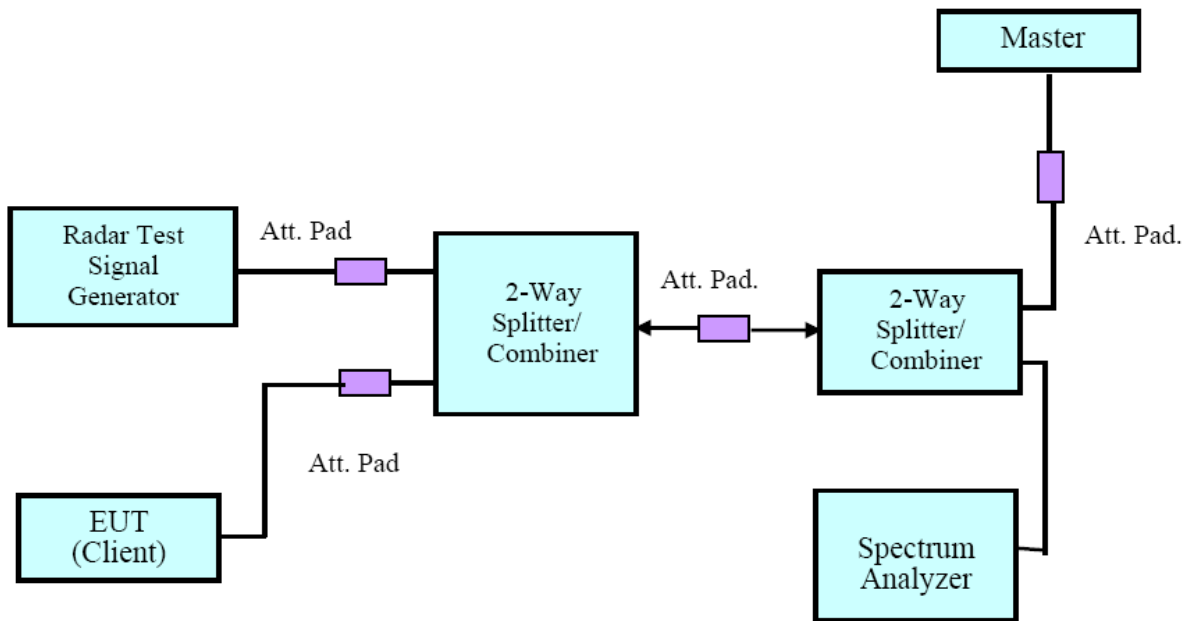 Master
Att. Pad.
Radar Test
Signal
Generator
Att. Pad
2-Way
Splitter/
Combiner
Att. Pad.
2-Way
Splitter/
Combiner
Att. Pad
EUT
(Client)
Spectrum
Analyzer